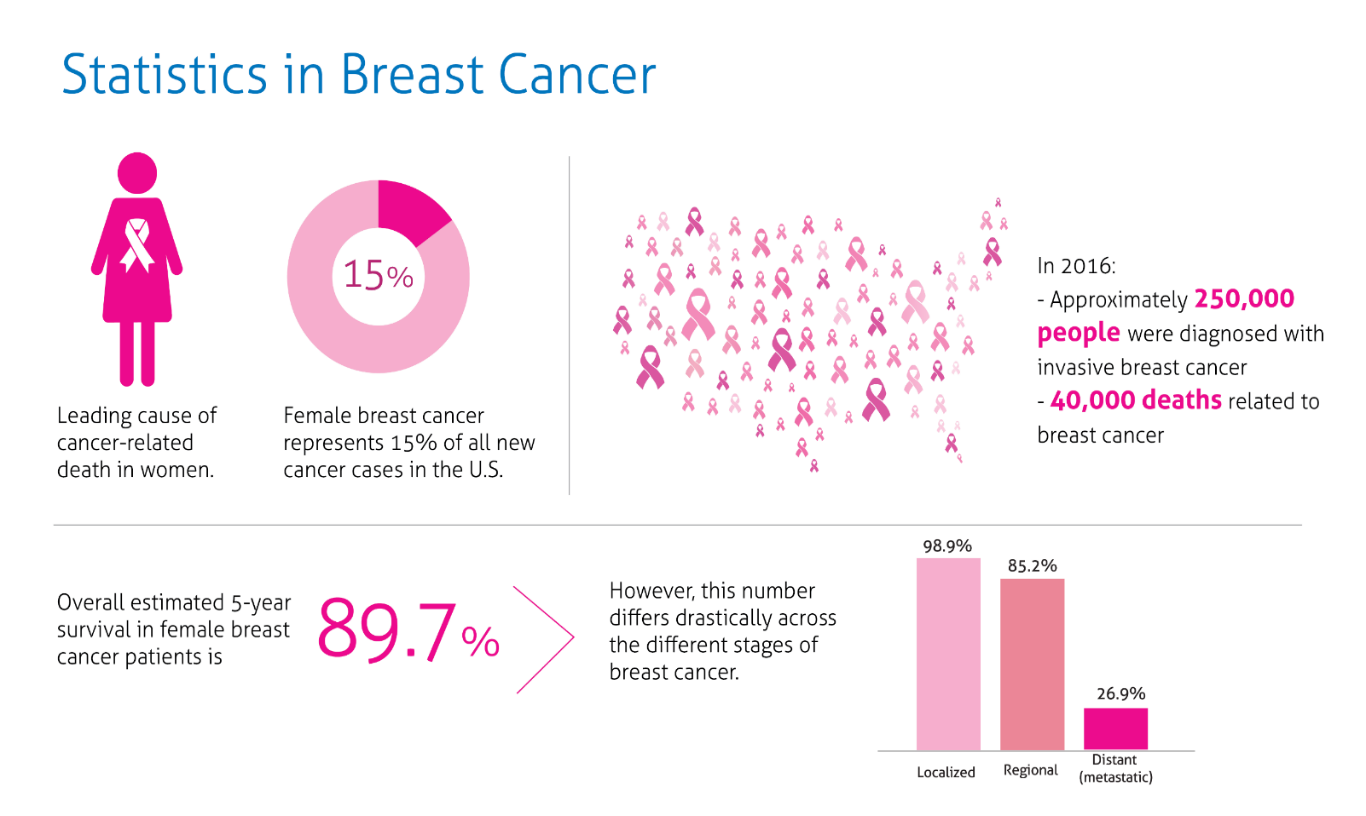 Statistics in Breast Cancer
15%
Leading cause of
cancer-related
death in women.
Female breast cancer
represents 15% of all new
cancer cases in the U.S.
In 2016:
- Approximately 250,000
people were diagnosed with
invasive breast cancer
- 40,000 deaths related to
breast cancer
Overall estimated 5-year
survival in female breast
cancer patients is
89.7%
However, this number
differs drastically across
the different stages of
breast cancer.
98.9%
85.2%
26.9%
Localized
Regional
Distant
(metastatic)